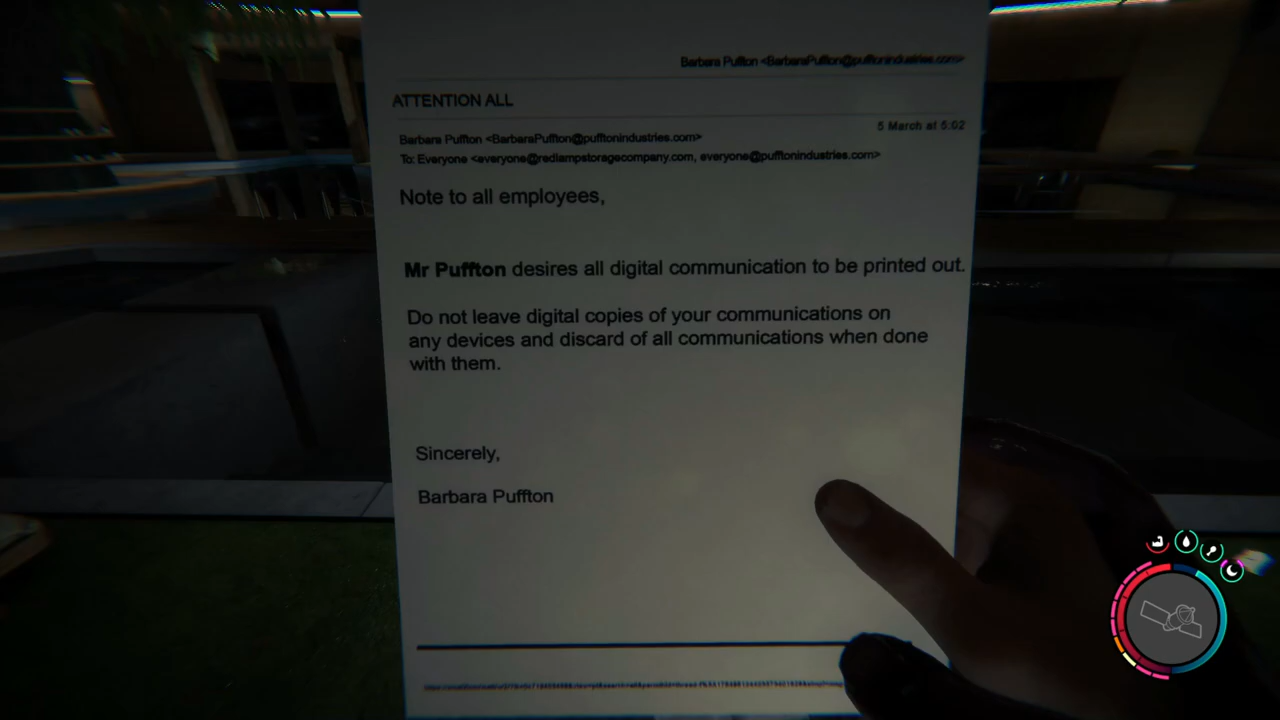 Barbara Puffton <BarbaraPuffton@pufftonindustries.com>
ATTENTION ALL
5 March at 5:02
Barbara Puffton <BarbaraPuffton@pufftonindustries.com>
To: Everyone <everyone@redlampstoragecompany.com, everyone@pufftonindustries.com>
Note to all employees,
Mr Puffton desires all digital communication to be printed out.
Do not leave digital copies of your communications on
any devices and discard of all communications when done
with them.
Sincerely,
Barbara Puffton